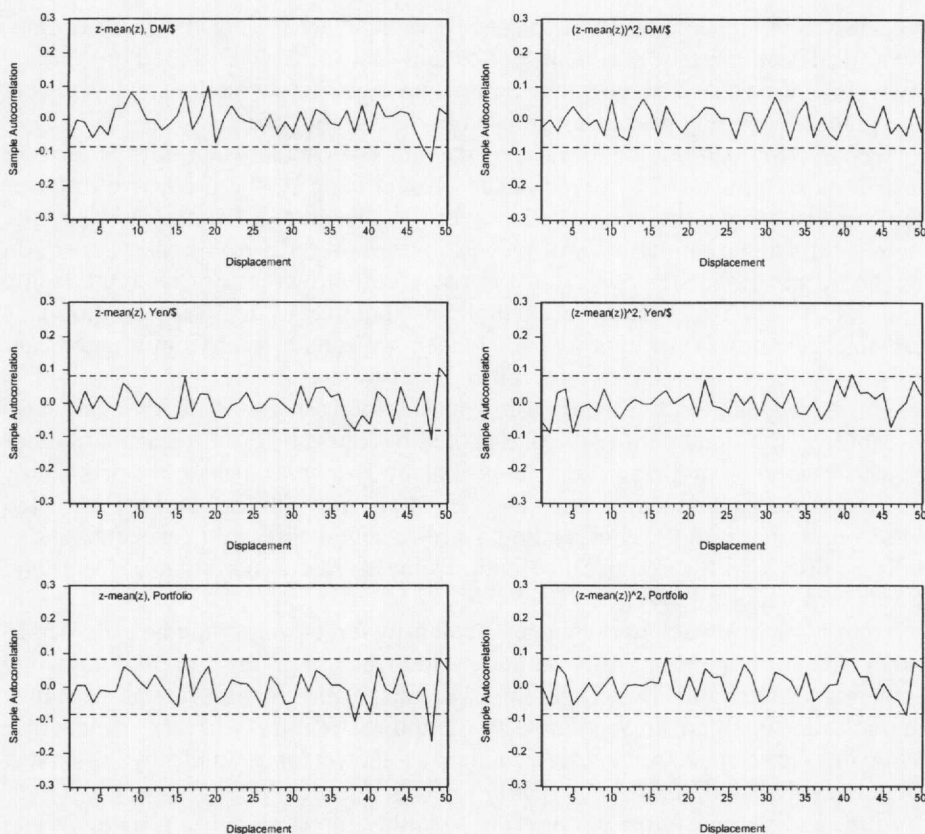 z-mean(z), DM/$
Sample Autocorrelation
0.3
0.2
0.1
0.0
-0.1
-0.2
-0.3
5 10 15 20 25 30 35 40 45 50
Displacement
(z-mean(z))^2, DM/$
Sample Autocorrelation
0.3
0.2
0.1
0.0
-0.1
-0.2
-0.3
5 10 15 20 25 30 35 40 45 50
Displacement
z-mean(z), Yen/$
Sample Autocorrelation
0.3
0.2
0.1
0.0
-0.1
-0.2
-0.3
5 10 15 20 25 30 35 40 45 50
Displacement
(z-mean(z))^2, Yen/$
Sample Autocorrelation
0.3
0.2
0.1
0.0
-0.1
-0.2
-0.3
5 10 15 20 25 30 35 40 45 50
Displacement
z-mean(z), Portfolio
Sample Autocorrelation
0.3
0.2
0.1
0.0
-0.1
-0.2
-0.3
5 10 15 20 25 30 35 40 45 50
Displacement
(z-mean(z))^2, Portfolio
Sample Autocorrelation
0.3
0.2
0.1
0.0
-0.1
-0.2
-0.3
5 10 15 20 25 30 35 40 45 50
Displacement